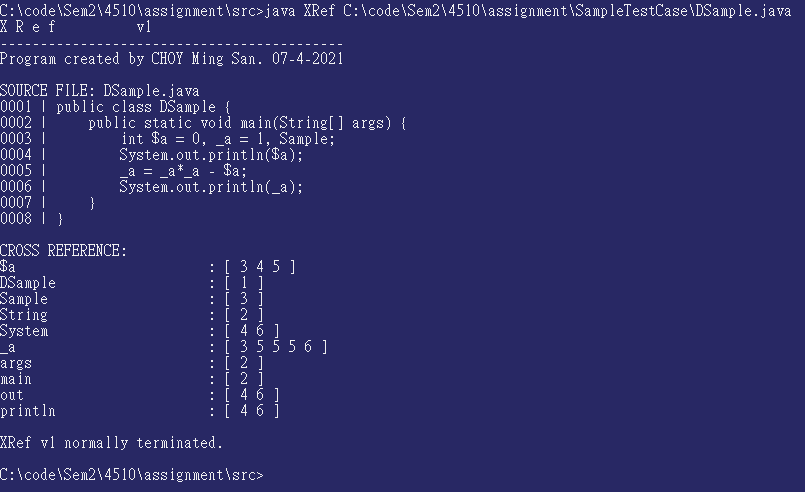 C:\code\Sem2\4510\assignment\src>java XRef C:\code\Sem2\4510\assignment\SampleTestCase\DSample.java
X R e f          v1
-------------------------------------------
Program created by CHOY Ming San. 07-4-2021

SOURCE FILE: DSample.java
0001 | public class DSample {
0002 |     public static void main(String[] args) {
0003 |         int $a = 0, _a = 1, Sample;
0004 |         System.out.println($a);
0005 |         _a = _a*_a - $a;
0006 |         System.out.println(_a);
0007 |     }
0008 | }

CROSS REFERENCE:
$a                        : [ 3 4 5 ]
DSample                   : [ 1 ]
Sample                    : [ 3 ]
String                    : [ 2 ]
System                    : [ 4 6 ]
_a                        : [ 3 5 5 5 6 ]
args                      : [ 2 ]
main                      : [ 2 ]
out                       : [ 4 6 ]
println                   : [ 4 6 ]

XRef v1 normally terminated.

C:\code\Sem2\4510\assignment\src>